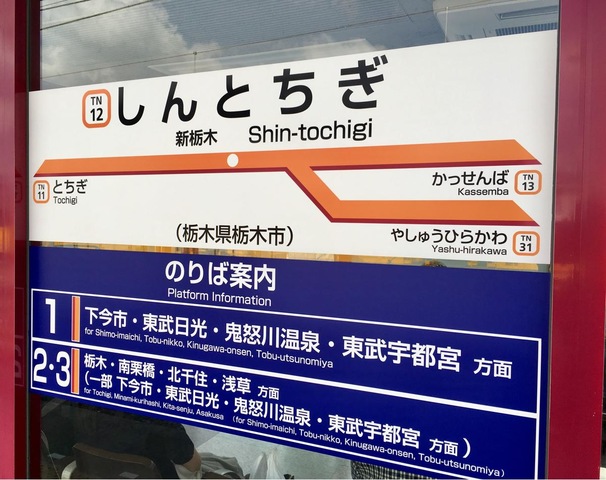 TN
12
しんとちぎ
新栃木 Shin-tochigi
TN
11
とちぎ
Tochigi
かっせんば
Kassemba
TN
13
(栃木県栃木市)
やしゅうひらかわ
Yashu-hirakawa
TN
31
のりば案内
Platform Information
1
下今市・東武日光・鬼怒川温泉・東武宇都宮 方面
for Shimo-imaichi, Tobu-nikko, Kinugawa-onsen, Tobu-utsunomiya
2・3
栃木・南栗橋・北千住・浅草 方面
(一部 下今市・東武日光・鬼怒川温泉・東武宇都宮 方面)
for Tochigi, Minami-kurihashi, Kita-senju, Asakusa (for Shimo-imaichi, Tobu-nikko, Kinugawa-onsen, Tobu-utsunomiya)